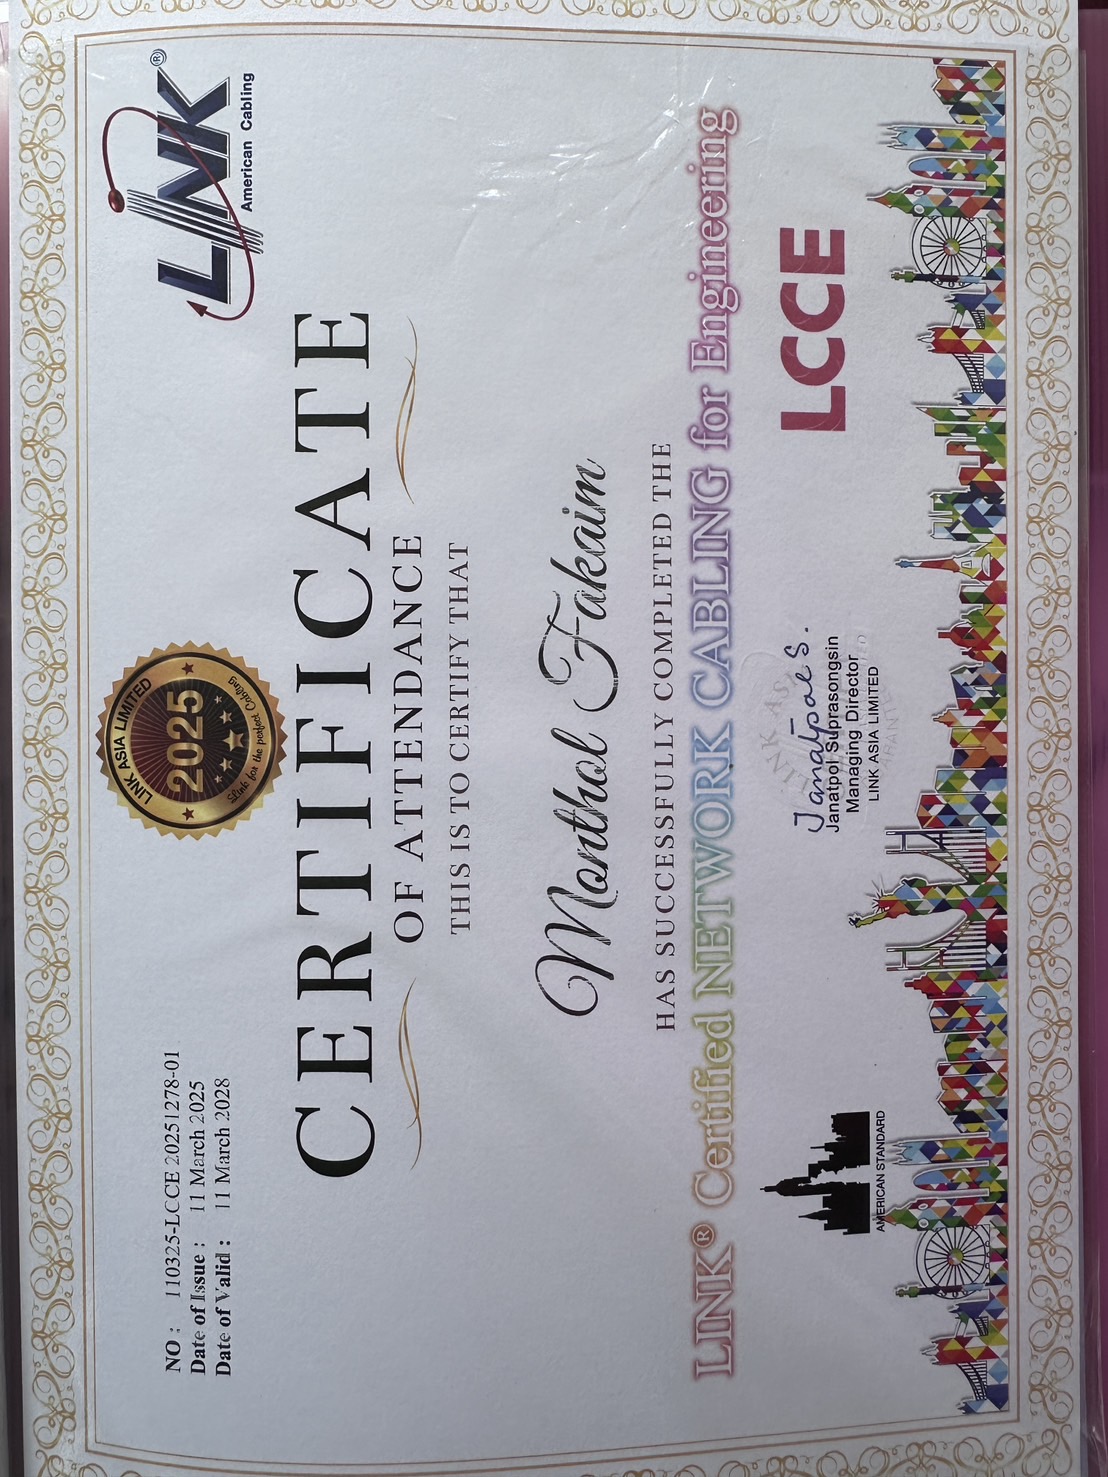 NO : 110325-LCCE 20251278-01
Date of Issue : 11 March 2025
Date of Valid : 11 March 2028
LINK ASIA LIMITED
2025
Link for the perfect Cabling
LINK®
American Cabling
CERTIFICATE
OF ATTENDANCE
THIS IS TO CERTIFY THAT
Monthol Fakaim
HAS SUCCESSFULLY COMPLETED THE
LINK® Certified NETWORK CABLING for Engineering
AMERICAN STANDARD
Janatpol S.
Janatpol Suprasongsin
Managing Director
LINK ASIA LIMITED
LCCE